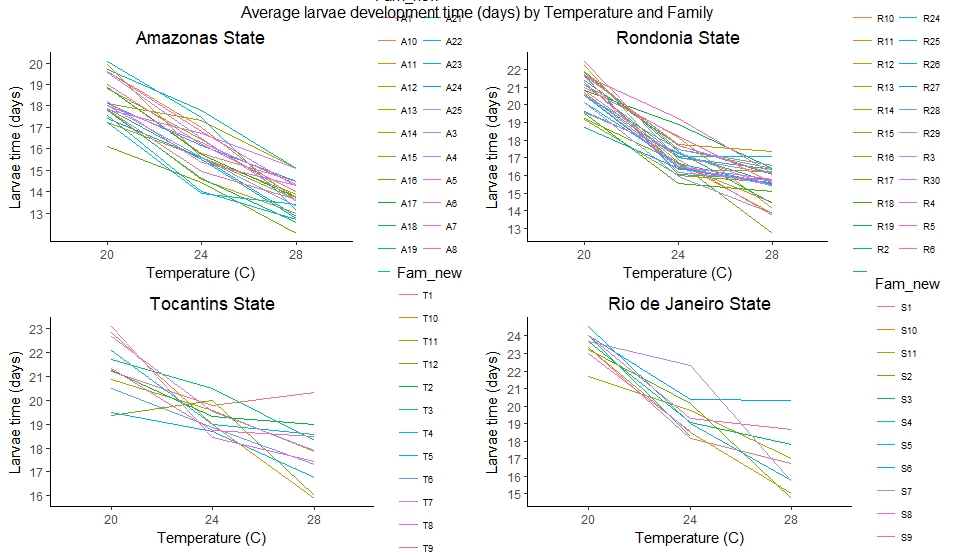 Average larvae development time (days) by Temperature and Family
Amazonas State
Larvae time (days)
20
19
18
17
16
15
14
13
20 24 28
Temperature (C)
A10 A22
A11 A23
A12 A24
A13 A25
A14 A3
A15 A4
A16 A5
A17 A6
A18 A7
A19 A8
Rondonia State
Larvae time (days)
22
21
20
19
18
17
16
15
14
13
20 24 28
Temperature (C)
R10 R24
R11 R25
R12 R26
R13 R27
R14 R28
R15 R29
R16 R3
R17 R30
R18 R4
R19 R5
R2 R6
Tocantins State
Larvae time (days)
23
22
21
20
19
18
17
16
20 24 28
Temperature (C)
Fam_new
T1
T10
T11
T12
T2
T3
T4
T5
T6
T7
T8
T9
Rio de Janeiro State
Larvae time (days)
24
23
22
21
20
19
18
17
16
15
20 24 28
Temperature (C)
Fam_new
S1
S10
S11
S2
S3
S4
S5
S6
S7
S8
S9